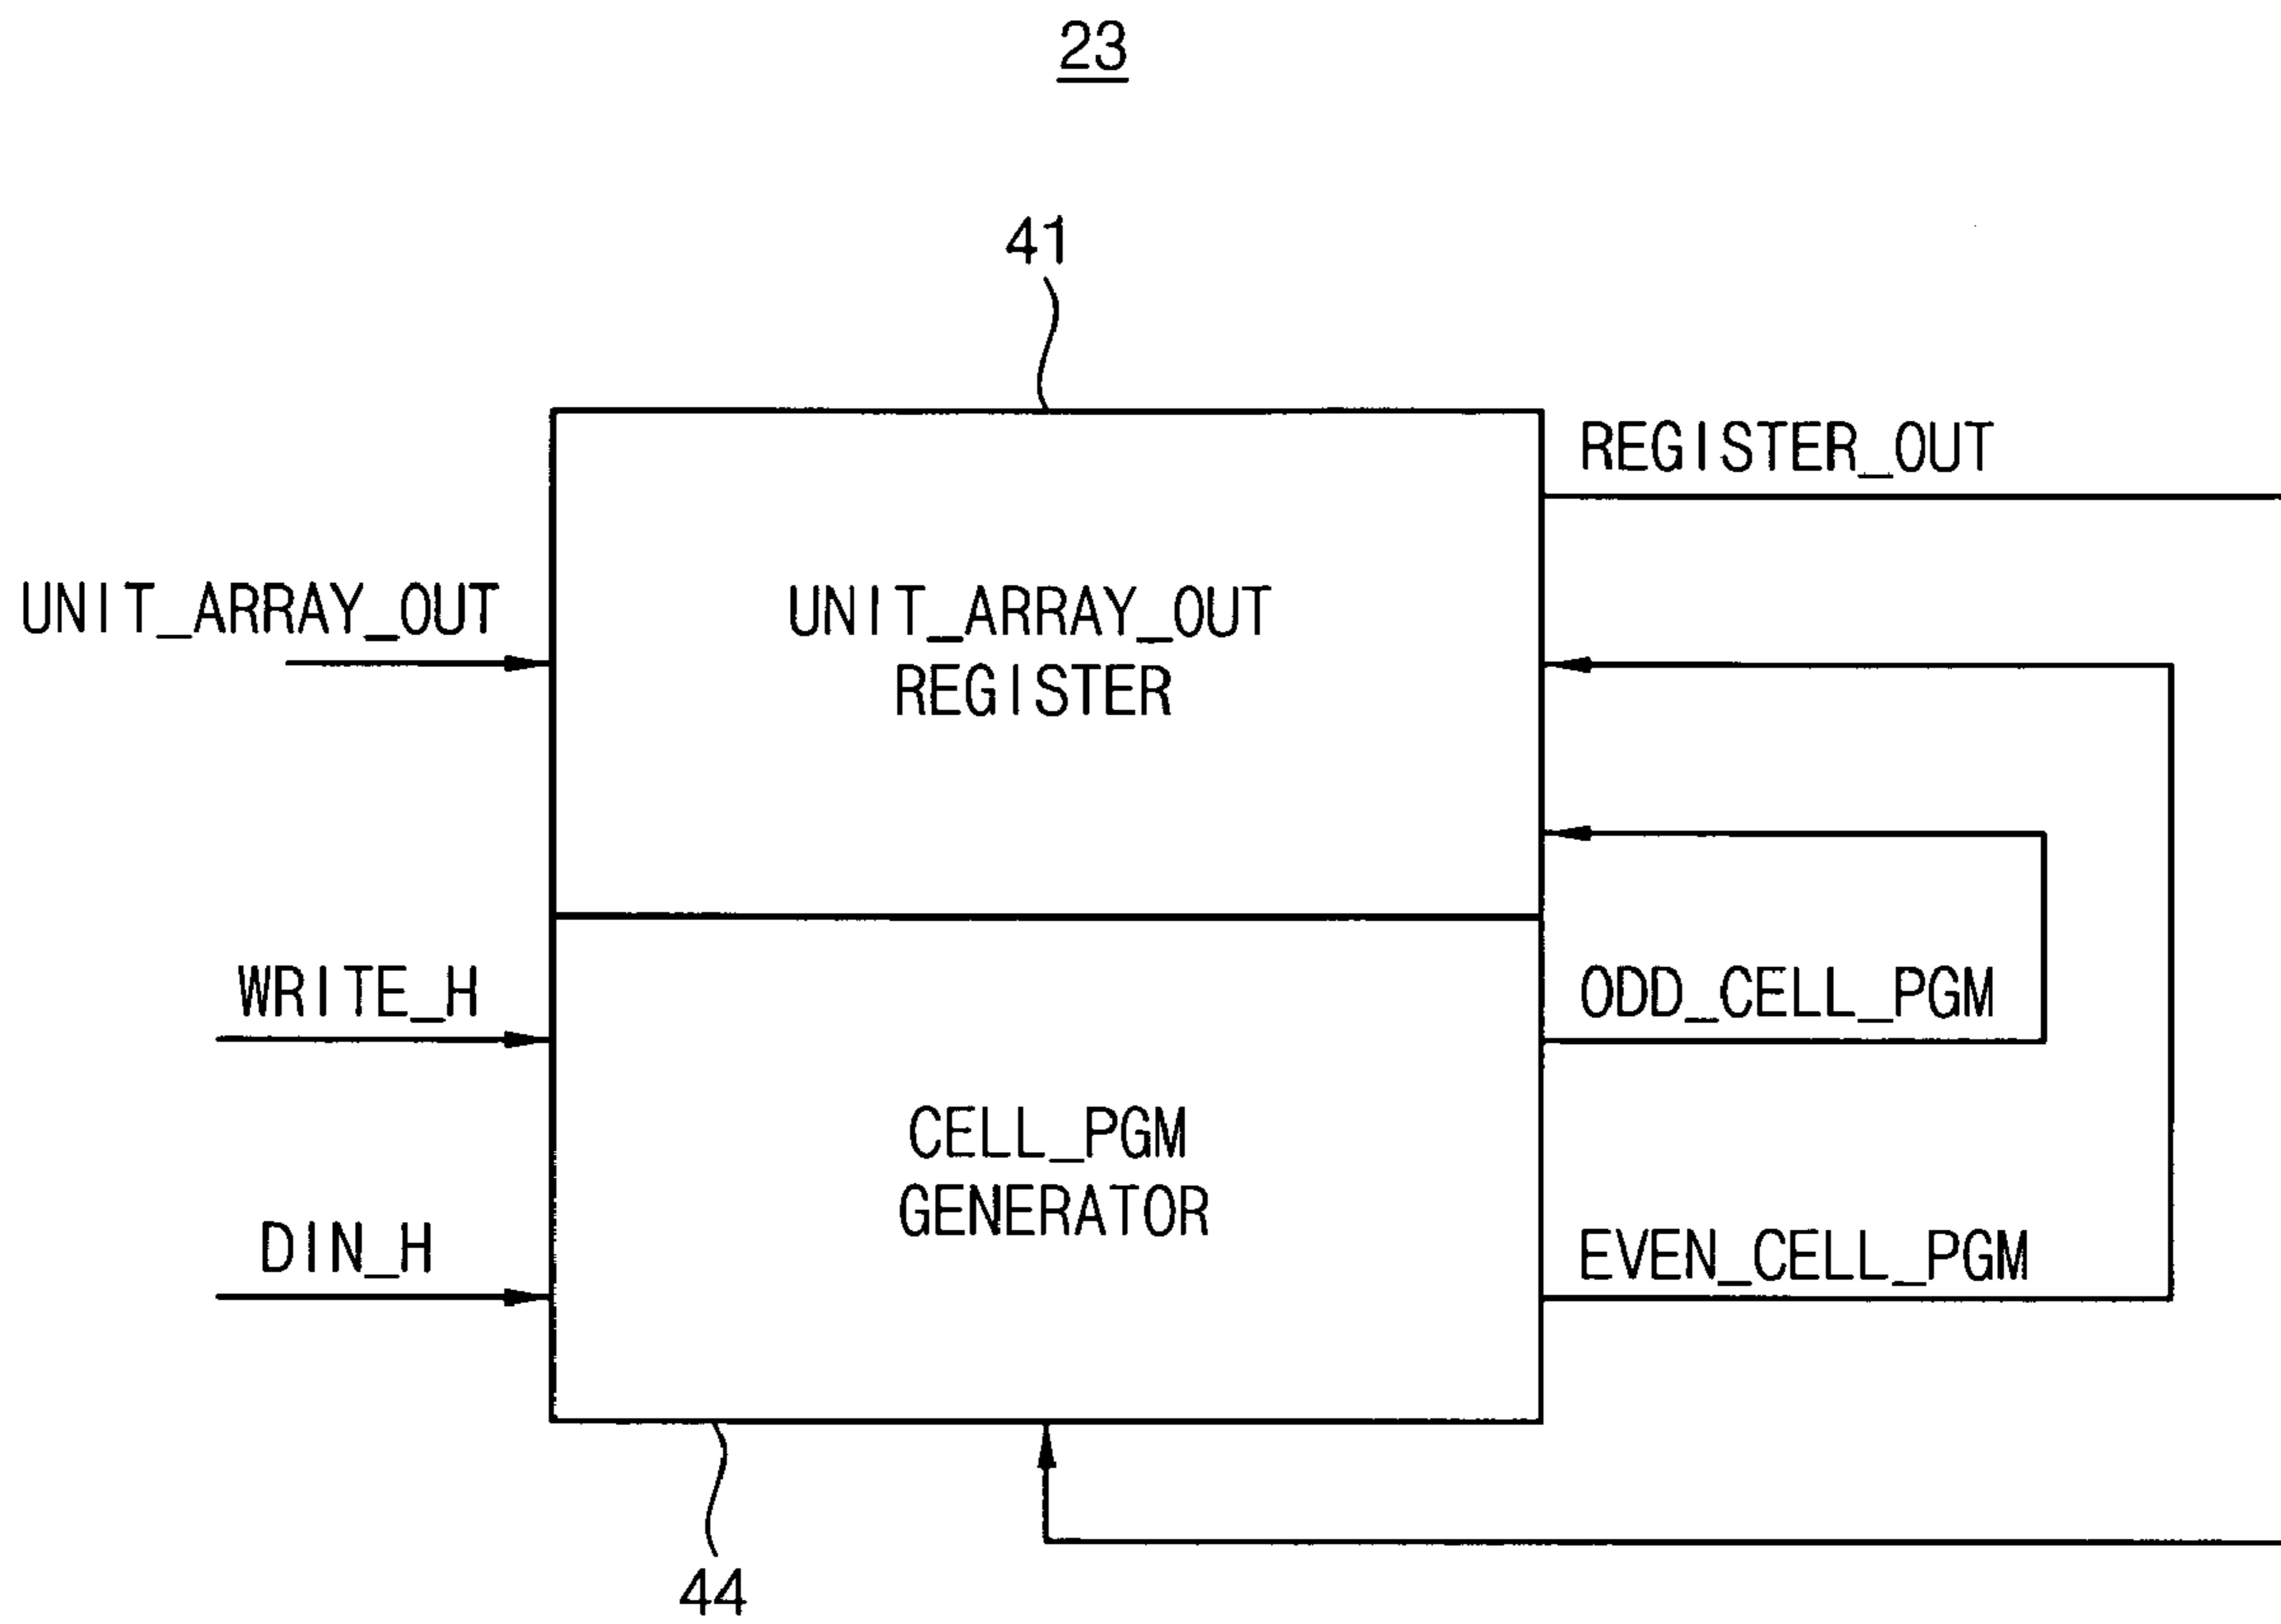 23
41
REGISTER_OUT
UNIT_ARRAY_OUT
UNIT_ARRAY_OUT
REGISTER
WRITE_H
ODD_CELL_PGM
CELL_PGM
GENERATOR
DIN_H
EVEN_CELL_PGM
44